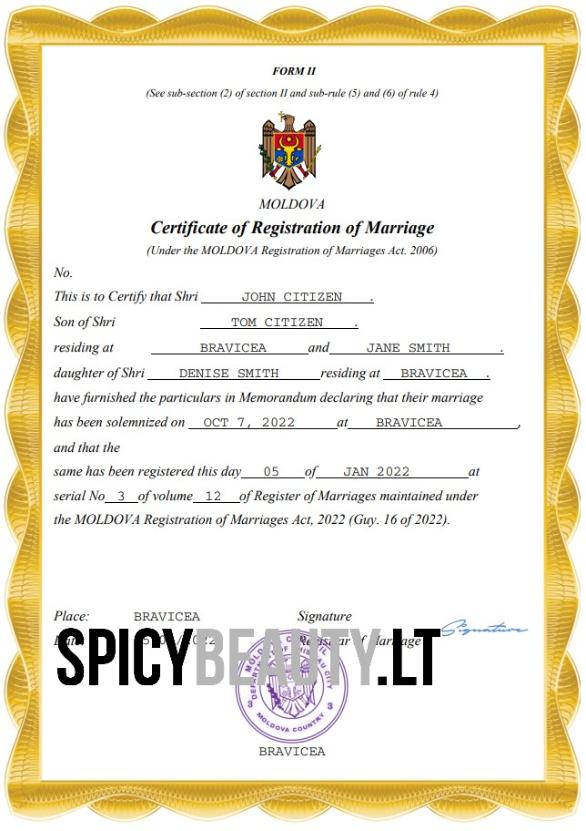 FORM II
(See sub-section (2) of section II and sub-rule (5) and (6) of rule 4)
MOLDOVA
Certificate of Registration of Marriage
(Under the MOLDOVA Registration of Marriages Act. 2006)
No.
This is to Certify that Shri JOHN CITIZEN .
Son of Shri TOM CITIZEN .
residing at BRAVICEA and JANE SMITH .
daughter of Shri DENISE SMITH residing at BRAVICEA .
have furnished the particulars in Memorandum declaring that their marriage
has been solemnized on OCT 7, 2022 at BRAVICEA ,
and that the
same has been registered this day 05 of JAN 2022 at
serial No 3 of volume 12 of Register of Marriages maintained under
the MOLDOVA Registration of Marriages Act, 2022 (Guy. 16 of 2022).
Place: BRAVICEA Signature Signature
Registrar of Marriage
SPICYBEAUTY.LT
3 3
MOLDOVA COUNTRY
BRAVICEA